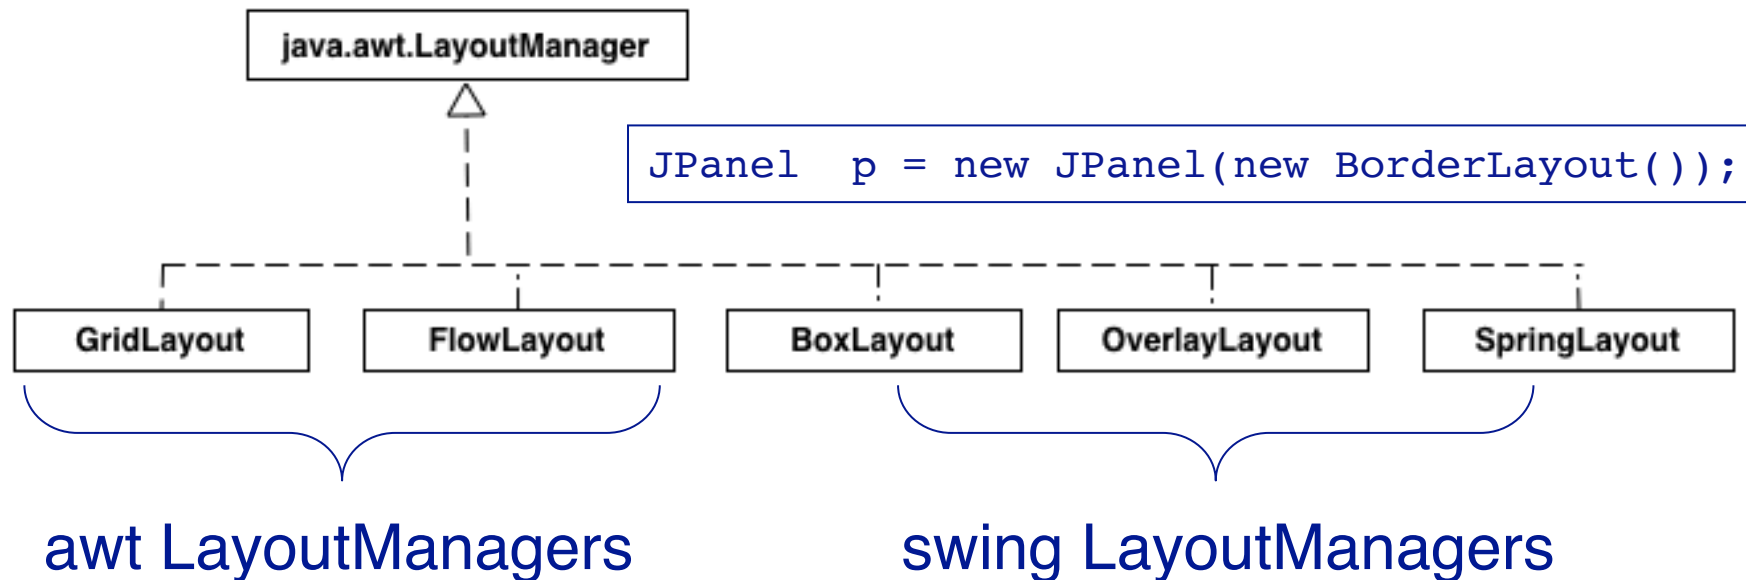 java.awt.LayoutManager
JPanel  p = new JPanel(new BorderLayout());
GridLayout
FlowLayout
BoxLayout
OverlayLayout
SpringLayout
awt LayoutManagers
swing LayoutManagers